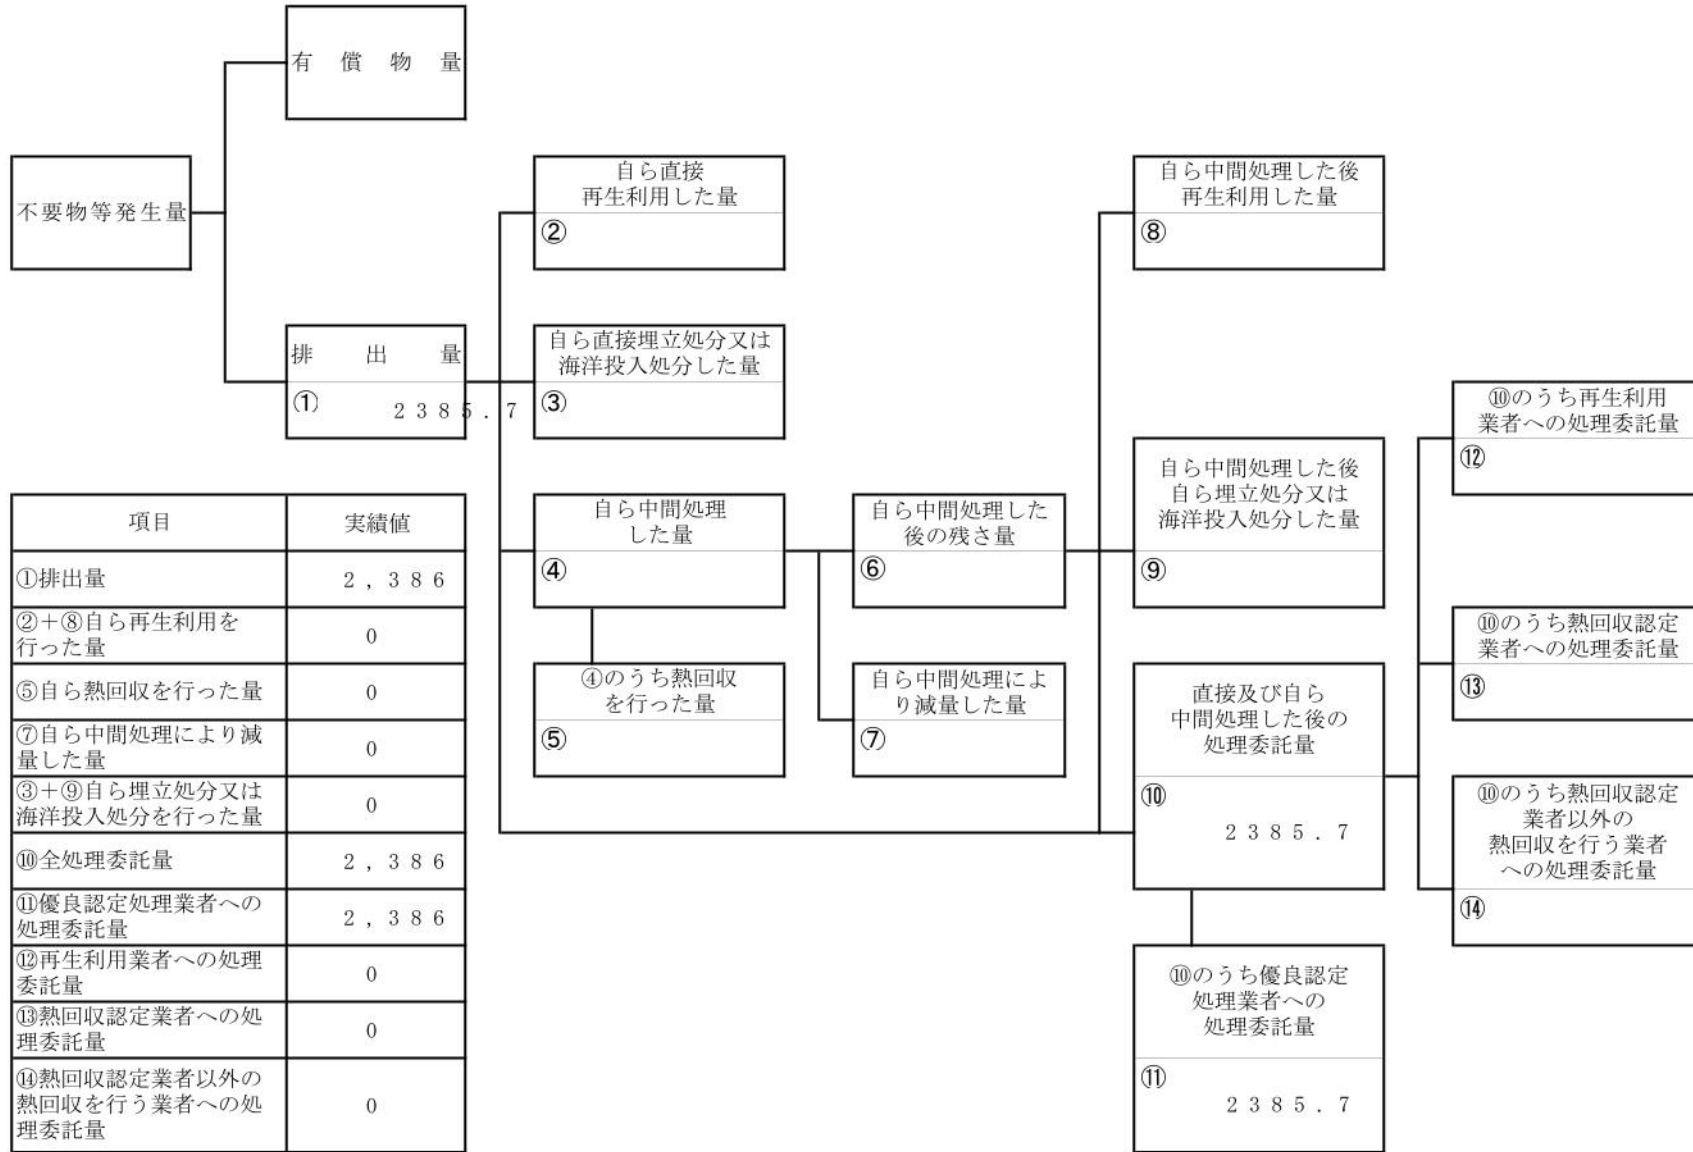 有償物量
不要物等発生量
排出量
①
2385.7
自ら直接
再生利用した量
②
自ら直接埋立処分又は
海洋投入処分した量
③
自ら中間処理
した量
④
④のうち熱回収
を行った量
⑤
自ら中間処理した
後の残さ量
⑥
自ら中間処理によ
り減量した量
⑦
自ら中間処理した後
再生利用した量
⑧
自ら中間処理した後
自ら埋立処分又は
海洋投入処分した量
⑨
直接及び自ら
中間処理した後の
処理委託量
⑩
2385.7
⑩のうち優良認定
処理業者への
処理委託量
⑪
2385.7
⑩のうち再生利用
業者への処理委託量
⑫
⑩のうち熱回収認定
業者への処理委託量
⑬
⑩のうち熱回収認定
業者以外の
熱回収を行う業者
への処理委託量
⑭
項目 実績値
①排出量 2,386
②＋⑧自ら再生利用を
行った量 0
⑤自ら熱回収を行った量 0
⑦自ら中間処理により減
量した量 0
③＋⑨自ら埋立処分又は
海洋投入処分を行った量 0
⑩全処理委託量 2,386
⑪優良認定処理業者への
処理委託量 2,386
⑫再生利用業者への処理
委託量 0
⑬熱回収認定業者への処
理委託量 0
⑭熱回収認定業者以外の
熱回収を行う業者への処 0
理委託量